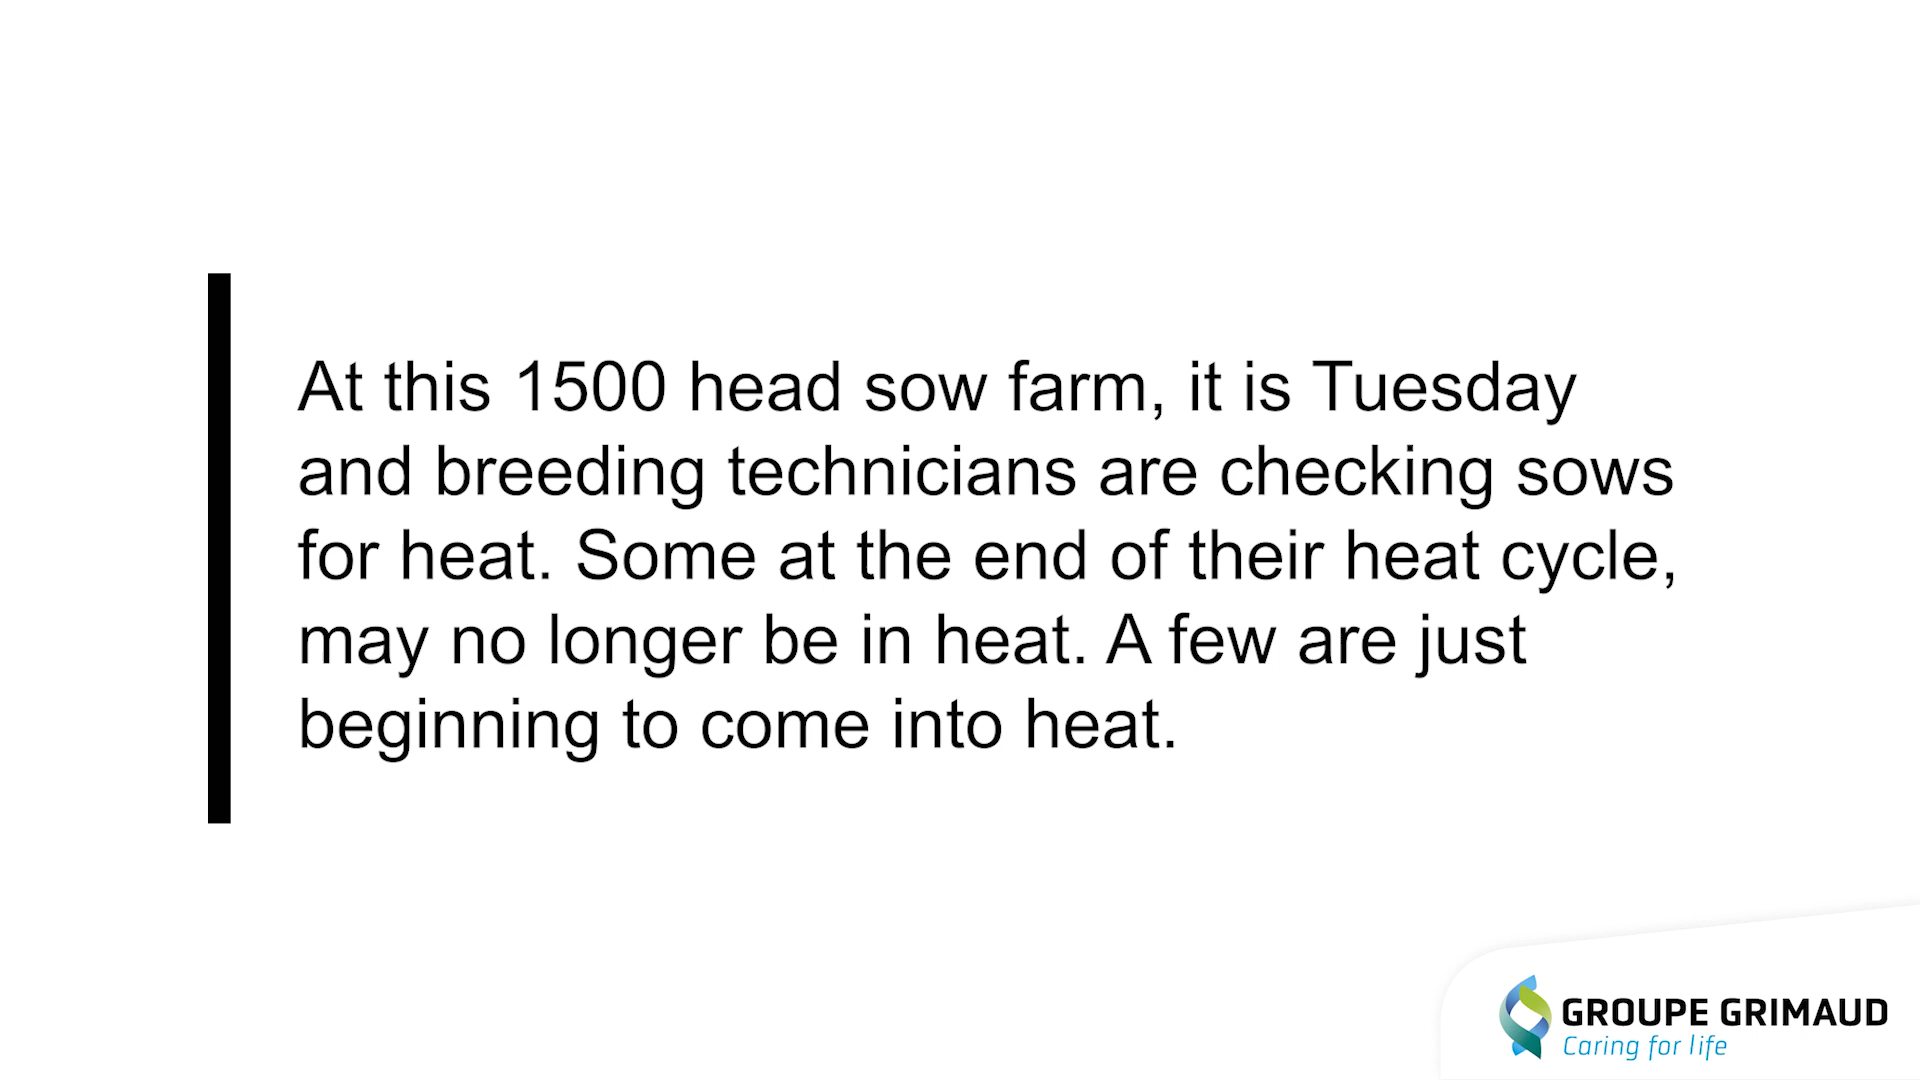 At this 1500 head sow farm, it is Tuesday
and breeding technicians are checking sows
for heat. Some at the end of their heat cycle,
may no longer be in heat. A few are just
beginning to come into heat.
GROUPE GRIMAUD
Caring for life